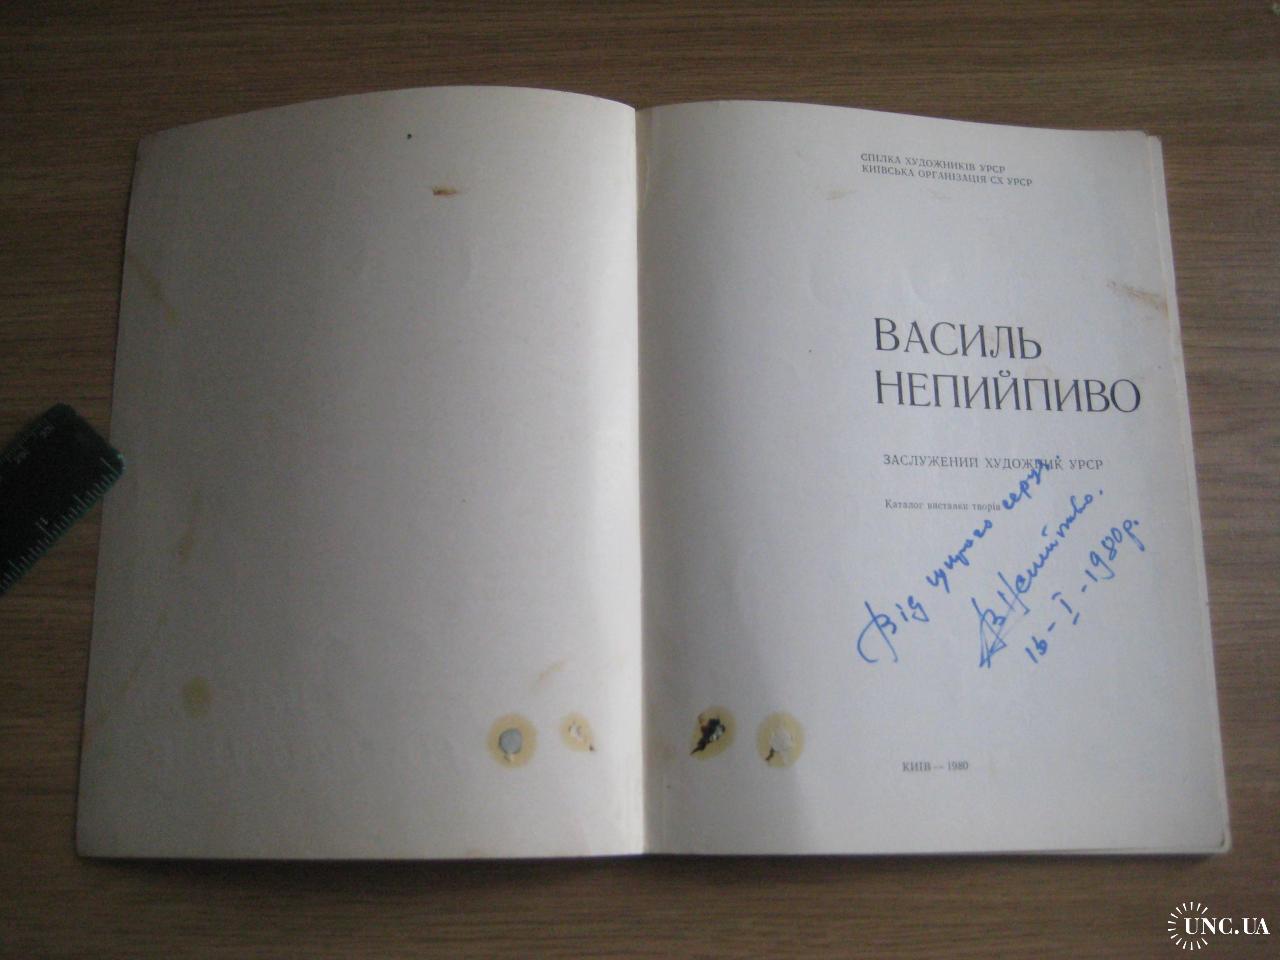 СПІЛКА ХУДОЖНИКІВ УРСР
КИЇВСЬКА ОРГАНІЗАЦІЯ СХ УРСР
ВАСИЛЬ
НЕПИЙПИВО
ЗАСЛУЖЕНИЙ ХУДОЖНИК УРСР
Каталог виставки творів
Від щирого серця.
В Непийпиво.
16-I-1980р.
КИЇВ — 1980
UNC.UA